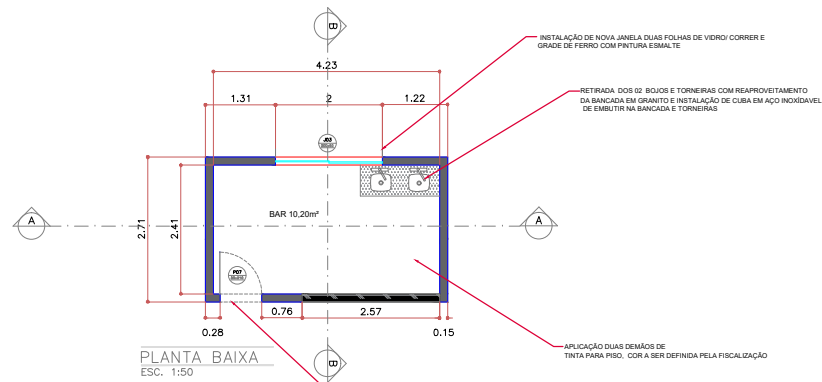 B
INSTALAÇÃO DE NOVA JANELA DUAS FOLHAS DE VIDRO/ CORRER E
GRADE DE FERRO COM PINTURA ESMALTE
4.23
1.31
2
1.22
RETIRADA DOS 02 BOJOS E TORNEIRAS COM REAPROVEITAMENTO
DA BANCADA EM GRANITO E INSTALAÇÃO DE CUBA EM AÇO INOXÍDAVEL
DE EMBUTIR NA BANCADA E TORNEIRAS
J03
2.71
2.41
BAR 10,20m²
A
A
P07
0.28
0.76
2.57
0.15
APLICAÇÃO DUAS DEMÃOS DE
TINTA PARA PISO, COR A SER DEFINIDA PELA FISCALIZAÇÃO
PLANTA BAIXA
ESC. 1:50
B